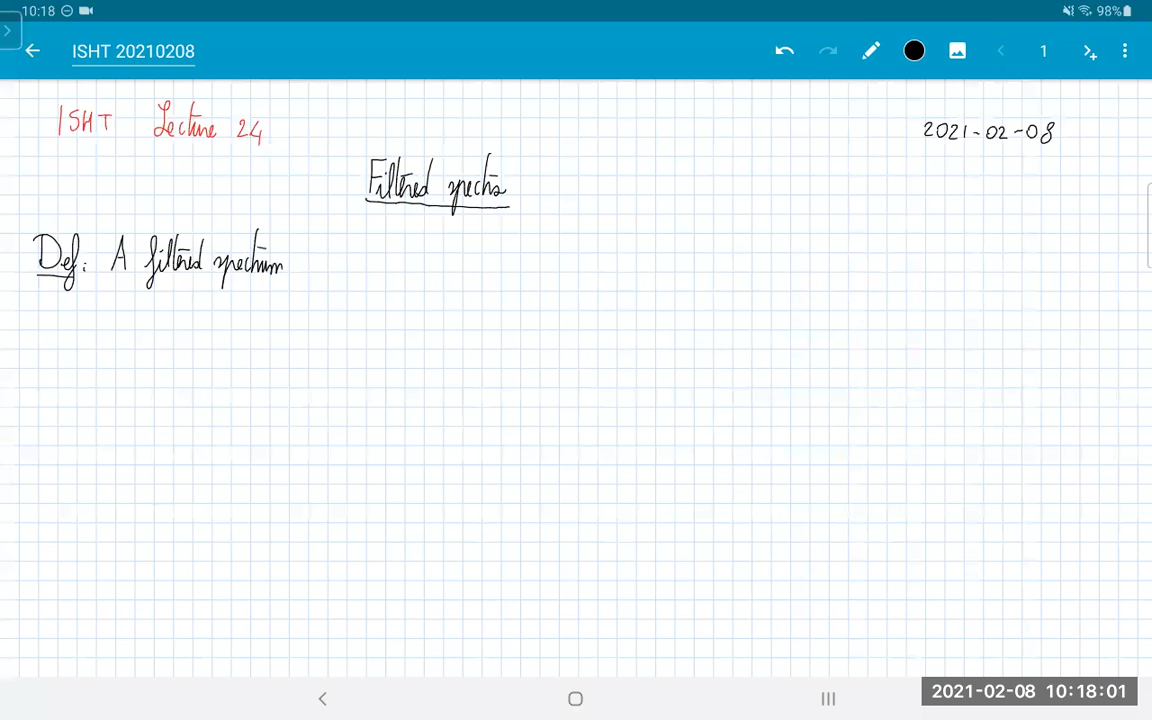 10:18 98%
ISHT 20210208 1
ISHT Lecture 24
2021-02-08
Filtered spectra
Def: A filtered spectrum
2021-02-08 10:18:01